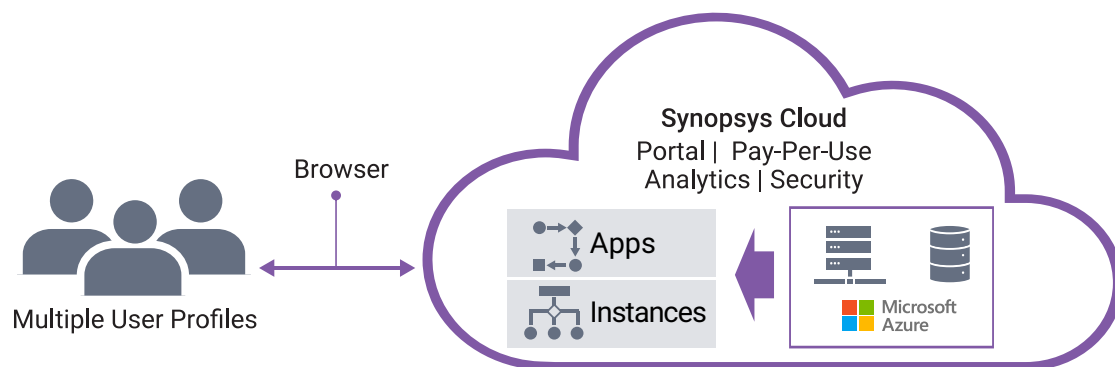 Synopsys Cloud
Portal | Pay-Per-Use
Analytics | Security
Browser
Apps
Instances
Microsoft
Azure
Multiple User Profiles